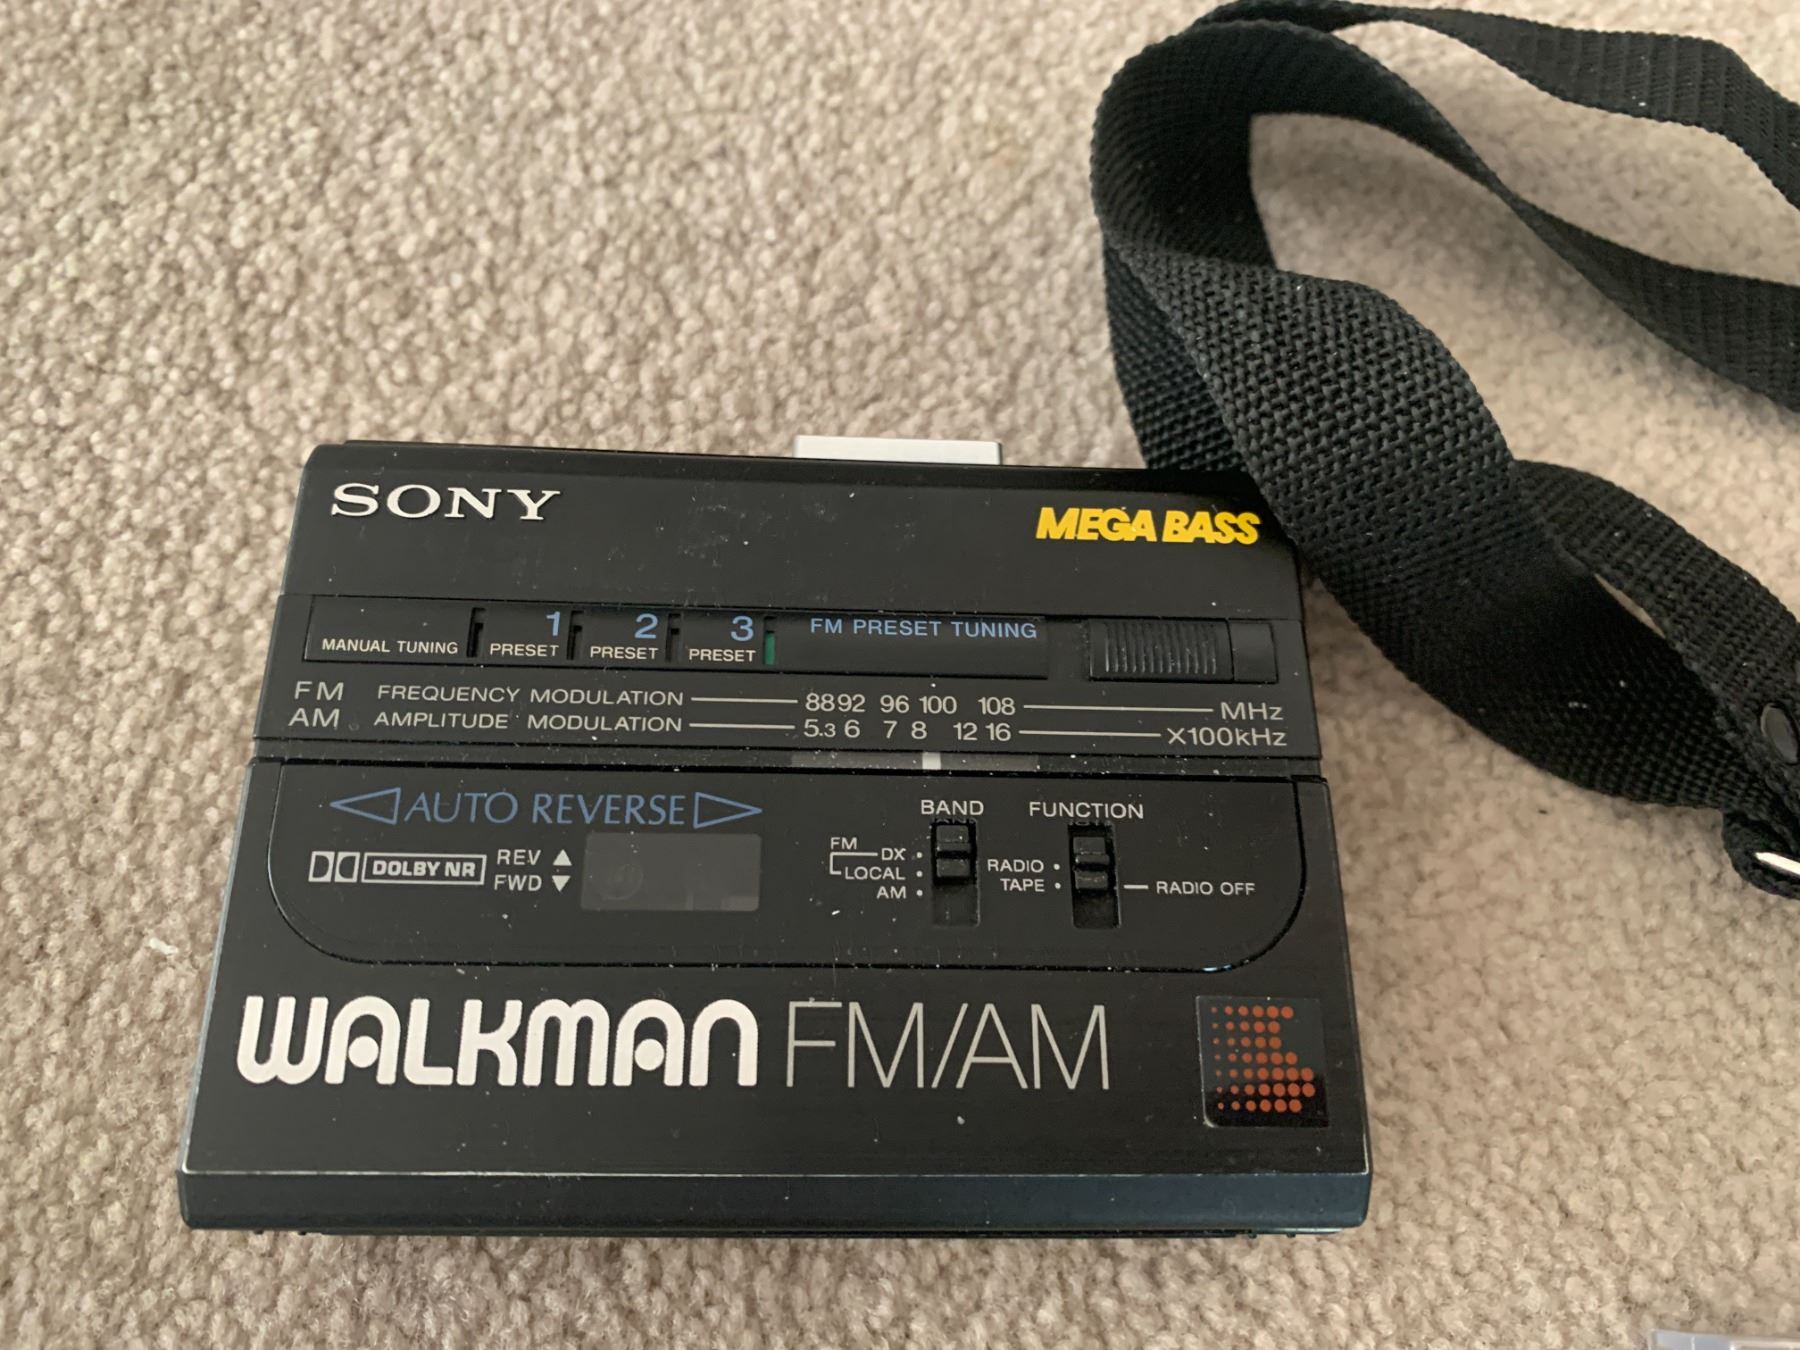 SONY
MEGA BASS
MANUAL TUNING
1
PRESET
2
PRESET
3
PRESET
FM PRESET TUNING
FM FREQUENCY MODULATION 88 92 96 100 108 MHz
AM AMPLITUDE MODULATION 5.3 6 7 8 12 16 X100kHz
AUTO REVERSE
DOLBY NR
REV ▲
FWD ▼
BAND
FM
DX
LOCAL
AM
FUNCTION
RADIO
TAPE
RADIO OFF
WALKMAN FM/AM